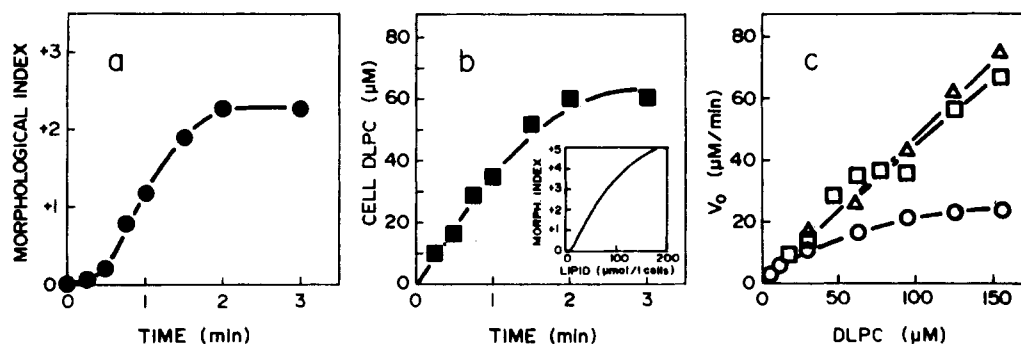 a
MORPHOLOGICAL INDEX
+3
+2
+1
0
0 1 2 3
TIME (min)
b
CELL DLPC (µM)
80
60
40
20
0
0 1 2 3
TIME (min)
MORPH. INDEX
+5
+4
+3
+2
+1
0
0 100 200
LIPID (µmol/l cells)
c
Vo (µM/min)
80
60
40
20
0
0 50 100 150
DLPC (µM)